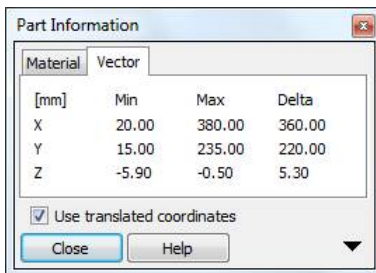 Part Information
Material Vector
[mm] Min Max Delta
X 20.00 380.00 360.00
Y 15.00 235.00 220.00
Z -5.90 -0.50 5.30
Use translated coordinates
Close Help